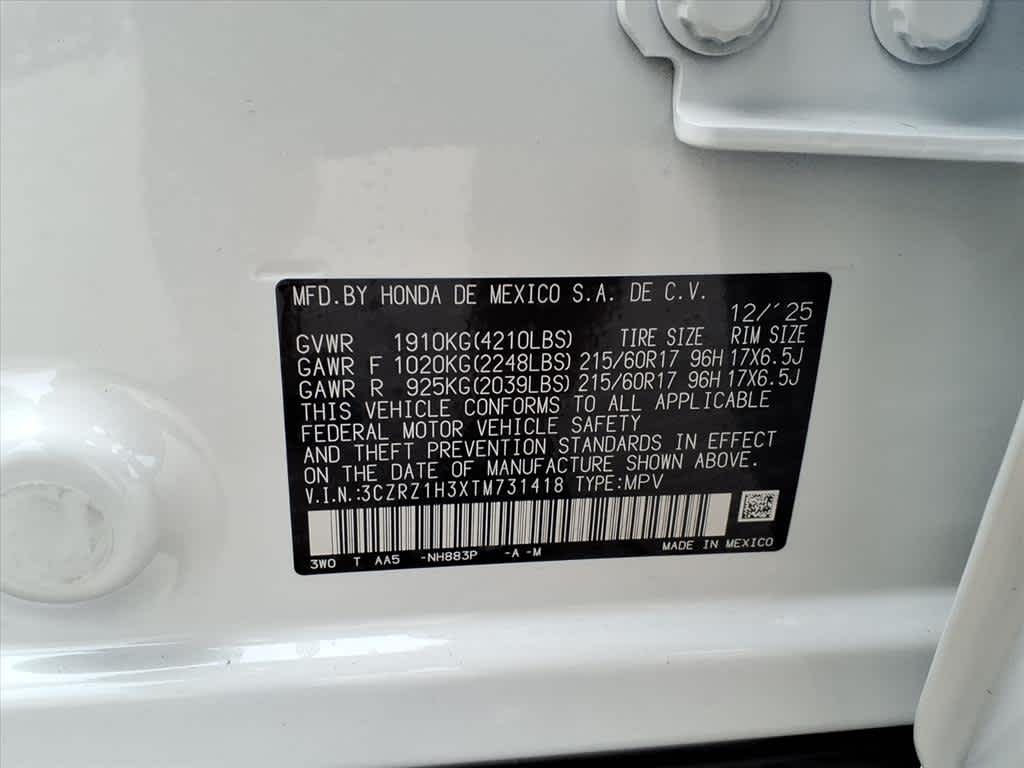 MFD.BY HONDA DE MEXICO S.A. DE C.V.
12/'25
GVWR 1910KG(4210LBS) TIRE SIZE RIM SIZE
GAWR F 1020KG(2248LBS) 215/60R17 96H 17X6.5J
GAWR R 925KG(2039LBS) 215/60R17 96H 17X6.5J
THIS VEHICLE CONFORMS TO ALL APPLICABLE
FEDERAL MOTOR VEHICLE SAFETY
AND THEFT PREVENTION STANDARDS IN EFFECT
ON THE DATE OF MANUFACTURE SHOWN ABOVE.
V.I.N.:3CZRZ1H3XTM731418 TYPE:MPV
3W0 T AA5 -NH883P -A -M MADE IN MEXICO